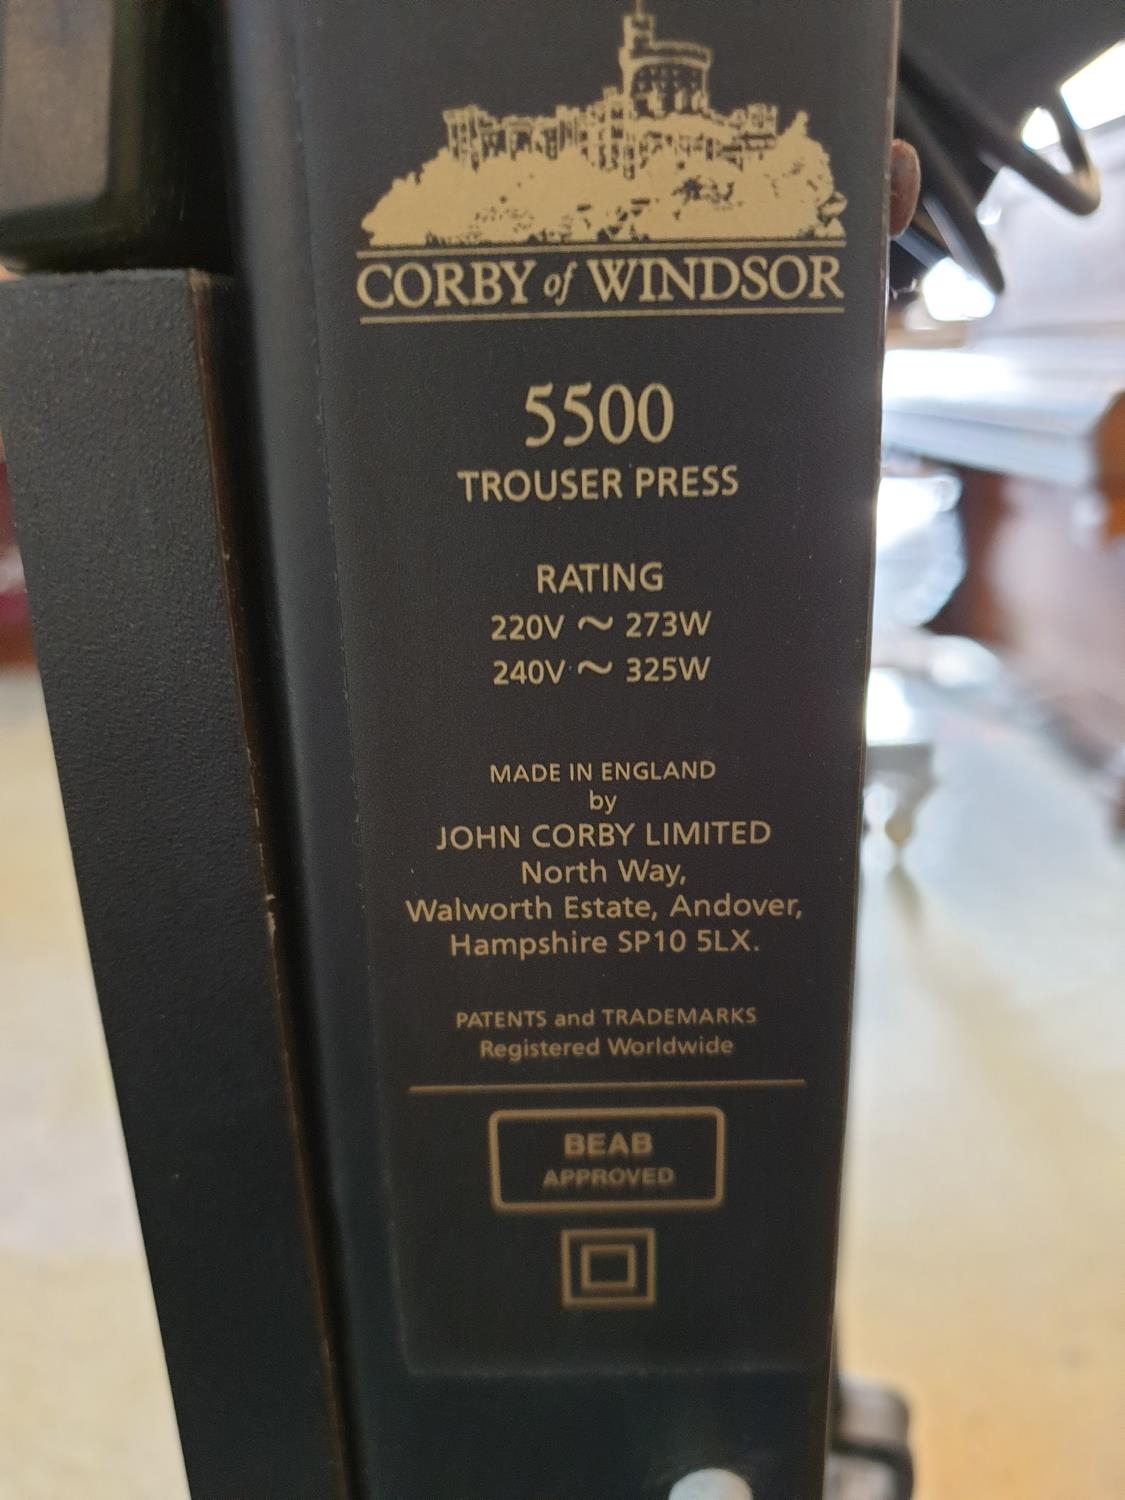 CORBY of WINDSOR
5500
TROUSER PRESS
RATING
220V ~ 273W
240V ~ 325W
MADE IN ENGLAND
by
JOHN CORBY LIMITED
North Way,
Walworth Estate, Andover,
Hampshire SP10 5LX.
PATENTS and TRADEMARKS
Registered Worldwide
BEAB
APPROVED